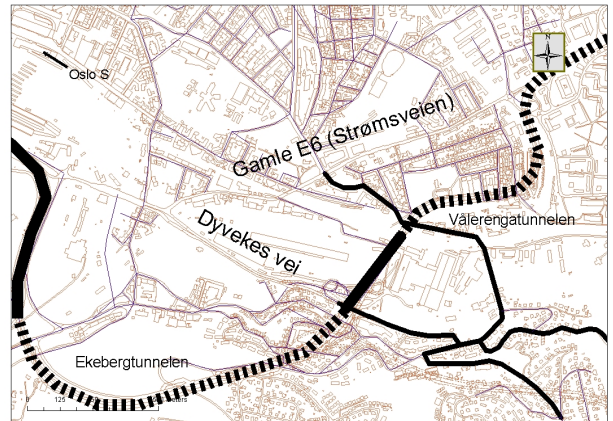 N
Oslo S
Gamle E6 (Strømsveien)
Vålerengatunnelen
Dyvekes vei
Ekebergtunnelen
0 125